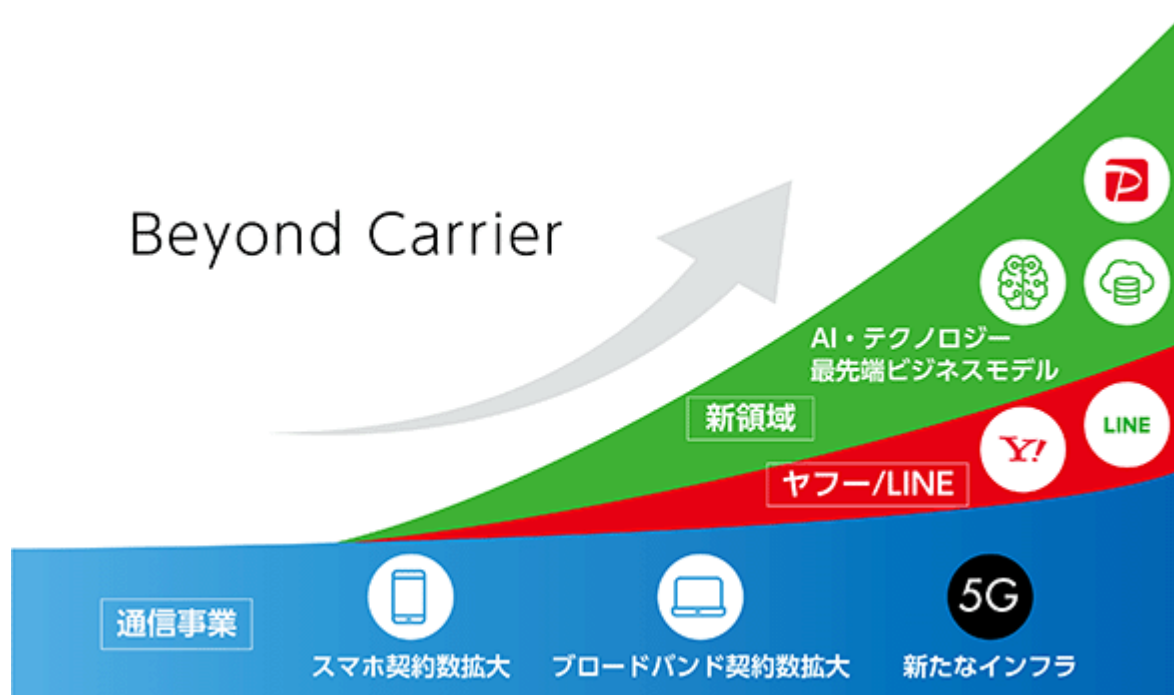 Beyond Carrier
P
AI・テクノロジー
最先端ビジネスモデル
新領域
ヤフー/LINE
Y!
LINE
通信事業
スマホ契約数拡大
ブロードバンド契約数拡大
5G
新たなインフラ